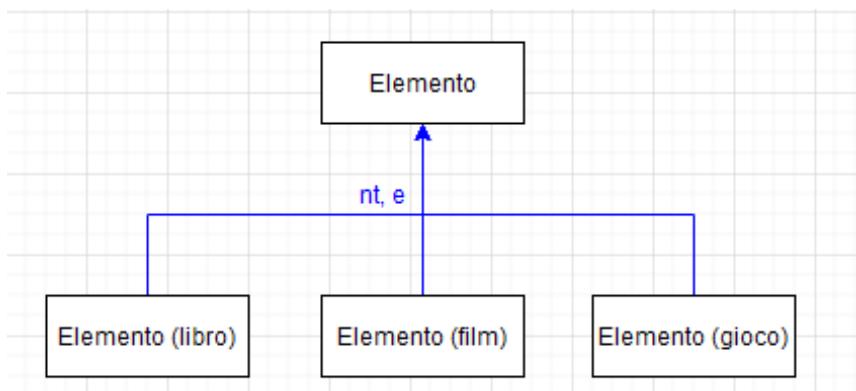 Elemento
nt, e
Elemento (libro)
Elemento (film)
Elemento (gioco)